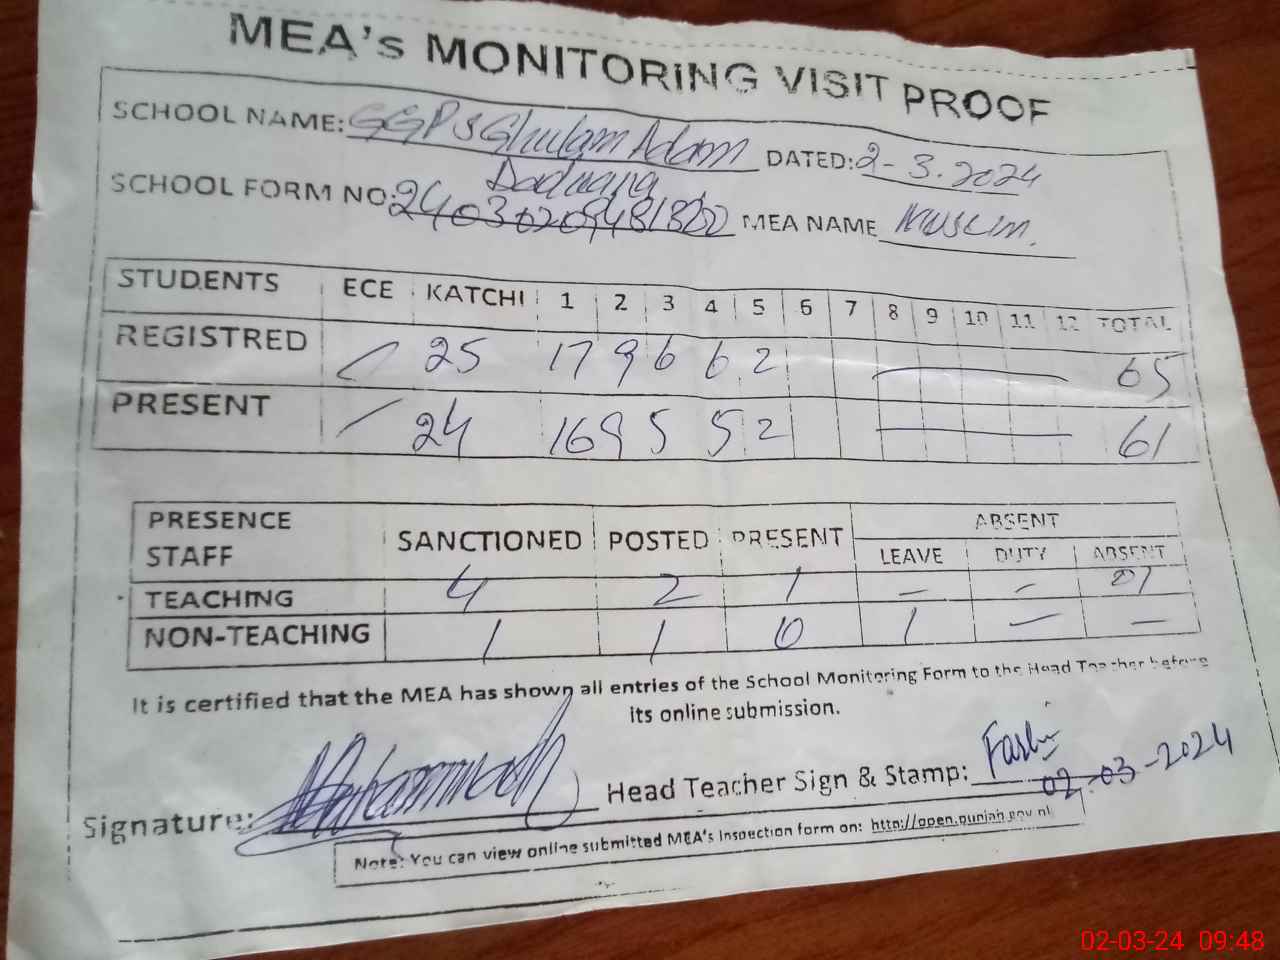 MEA's MONITORING VISIT PROOF
SCHOOL NAME: GGPS Ghulam Adam DATED: 2-3.2024
SCHOOL FORM NO: MEA NAME Muslim.
STUDENTS ECE KATCHI 1 2 3 4 5 6 7 8 9 10 11 12 TOTAL
REGISTRED 25 17 9 6 6 2 65
PRESENT 24 16 9 5 5 2 61
PRESENCE STAFF SANCTIONED POSTED PRESENT ABSENT
LEAVE DUTY ABSENT
TEACHING 4 2 1 - - 01
NON-TEACHING 1 1 0 1 - -
It is certified that the MEA has shown all entries of the School Monitoring Form to the Head Teacher before
its online submission.
Signature: Head Teacher Sign & Stamp:
02-03-2024
Note: You can view online submitted MEA's Inspection form on:
02-03-24 09:48